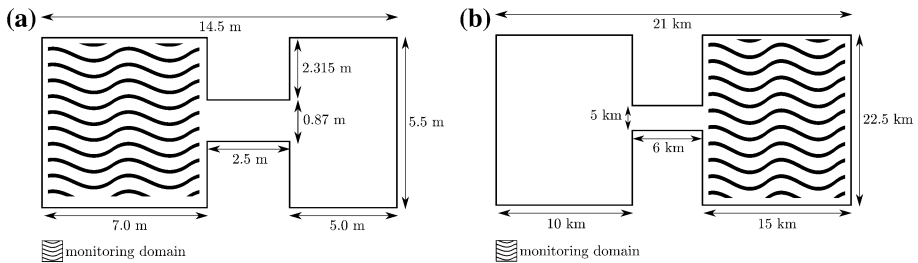 (a)
14.5 m
2.315 m
0.87 m
5.5 m
2.5 m
7.0 m
5.0 m
monitoring domain
(b)
21 km
5 km
22.5 km
6 km
10 km
15 km
monitoring domain